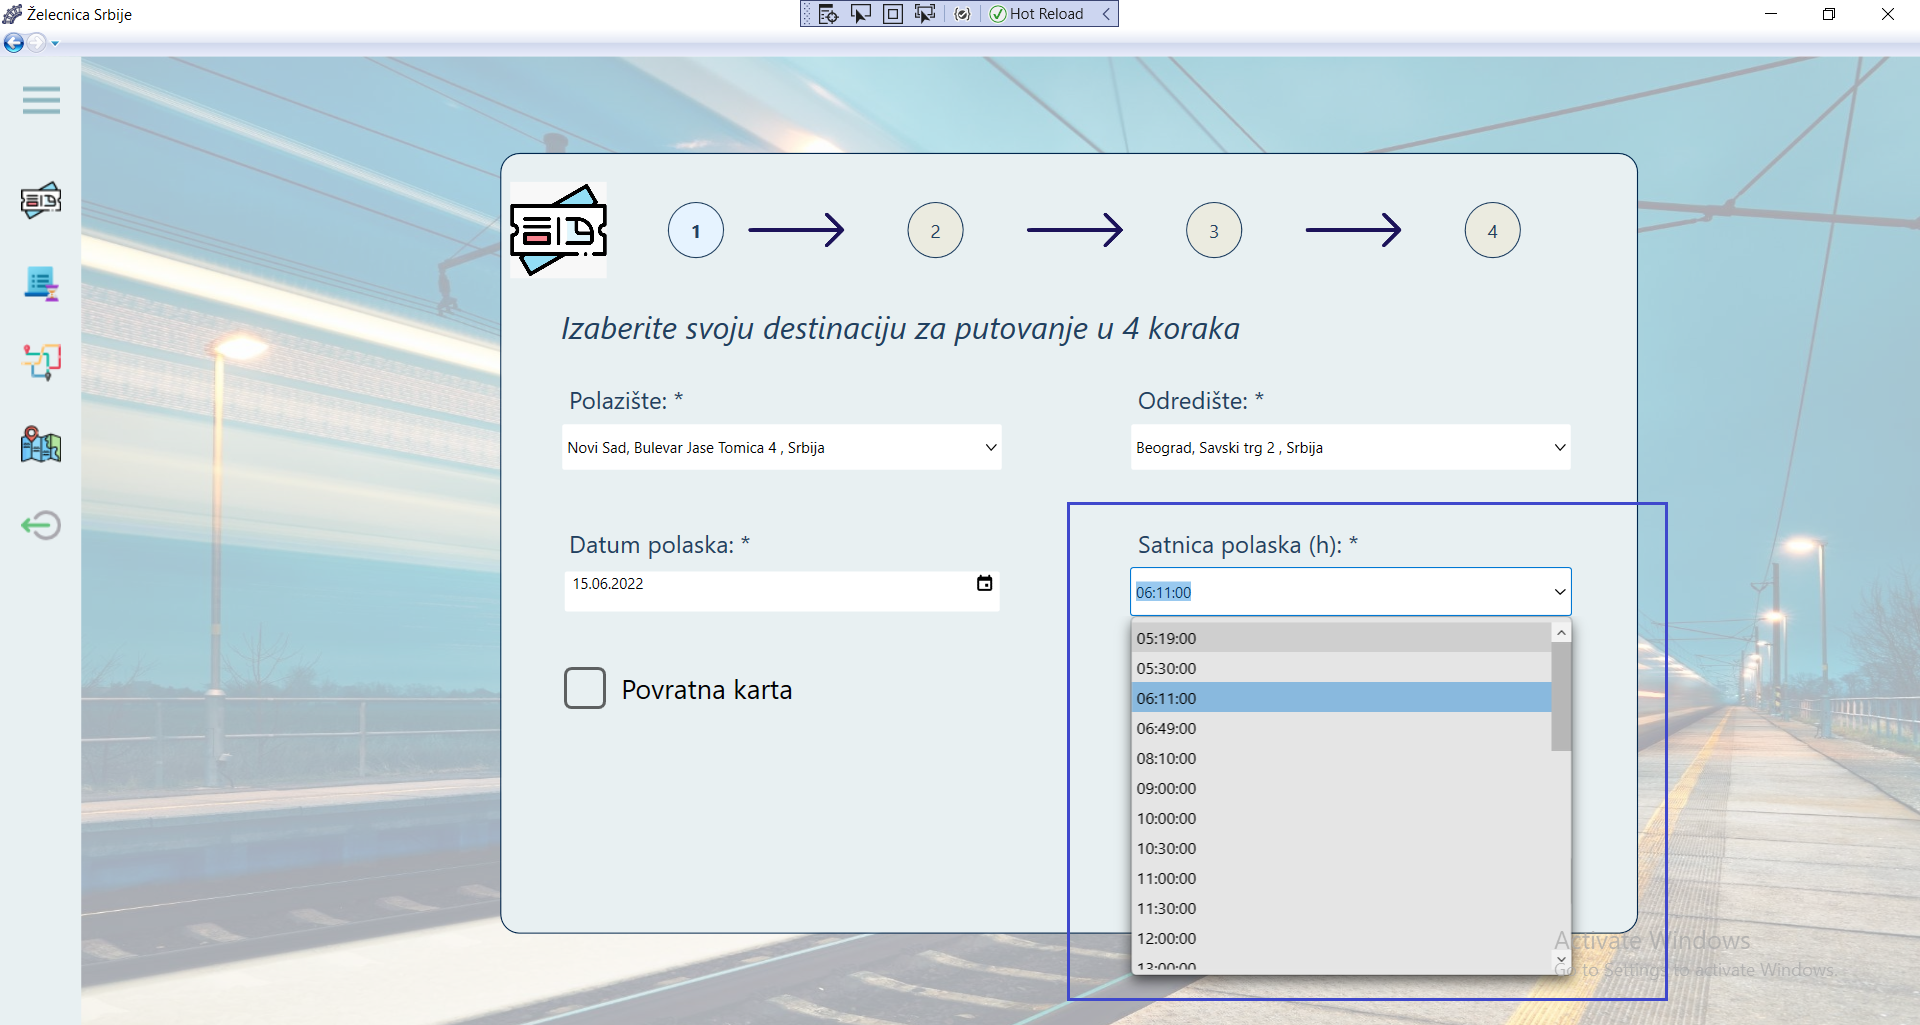 Želecnica Srbije
Hot Reload
1
2
3
4
Izaberite svoju destinaciju za putovanje u 4 koraka
Polazište: *
Odredište: *
Novi Sad, Bulevar Jase Tomica 4 , Srbija
Beograd, Savski trg 2 , Srbija
Datum polaska: *
Satnica polaska (h): *
15.06.2022
06:11:00
05:19:00
05:30:00
06:11:00
Povratna karta
06:49:00
08:10:00
09:00:00
10:00:00
10:30:00
11:00:00
11:30:00
12:00:00
13:00:00
Activate Windows
Go to Settings to activate Windows.